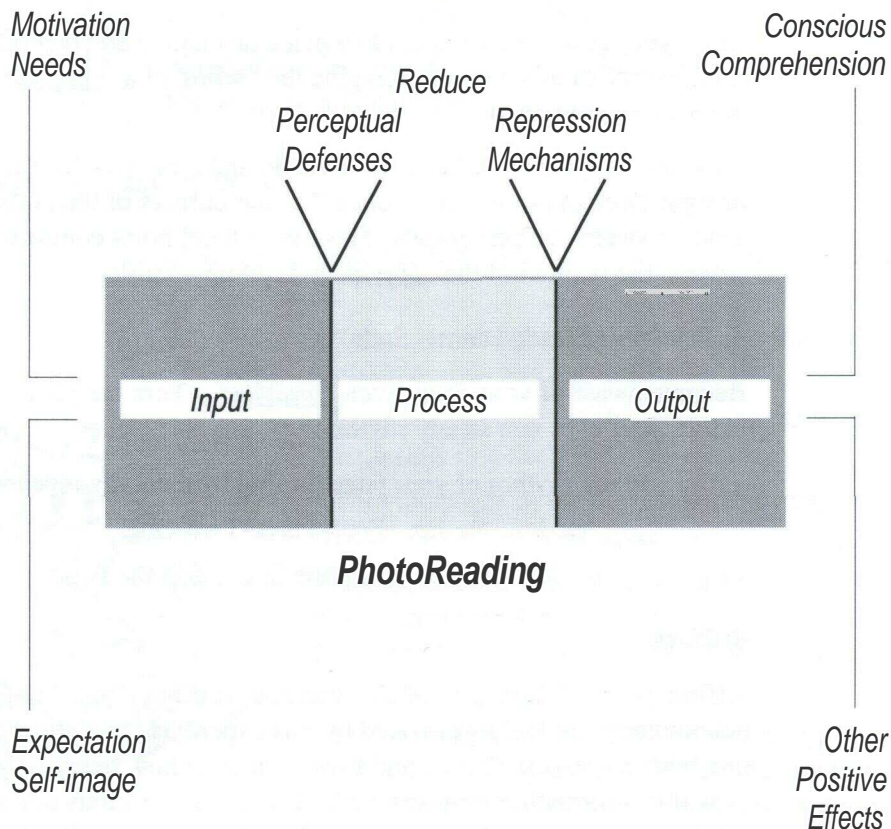 Motivation
Needs
Conscious
Comprehension
Reduce
Perceptual
Defenses
Repression
Mechanisms
Input
Process
Output
PhotoReading
Expectation
Self-image
Other
Positive
Effects